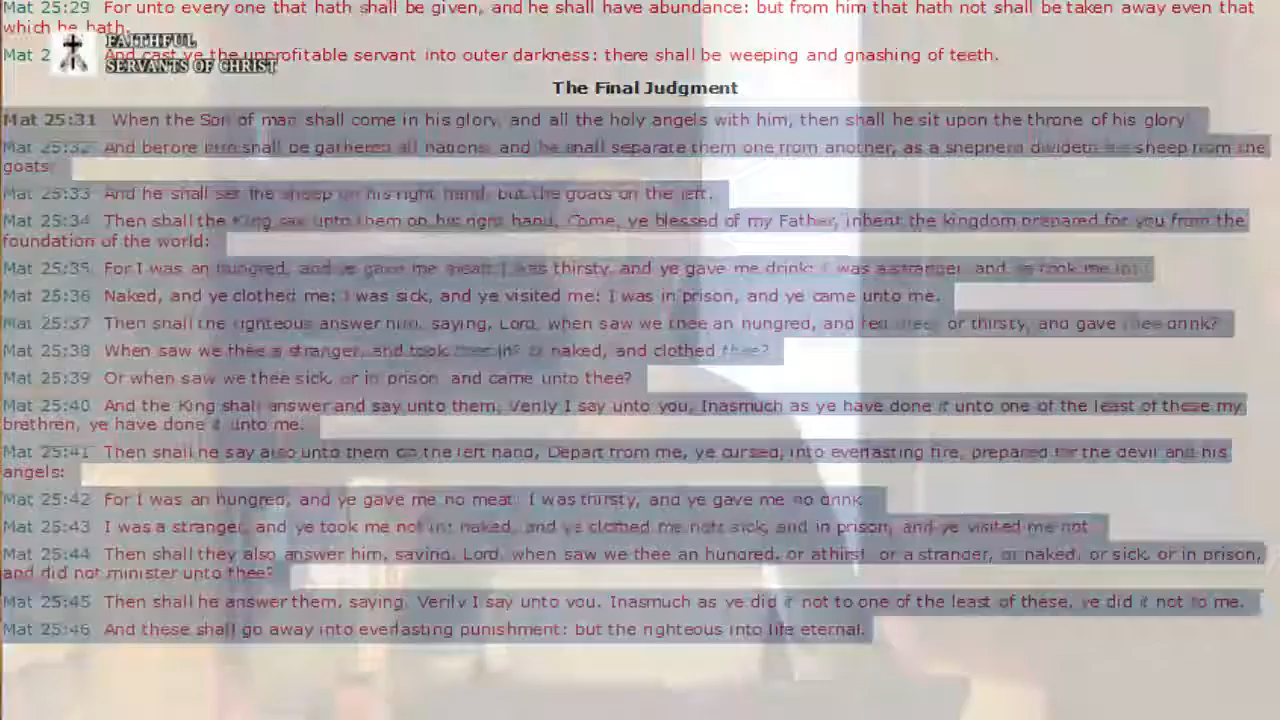 Mat 25:29 For unto every one that hath shall be given, and he shall have abundance: but from him that hath not shall be taken away even that
which he hath.
Mat 2 And cast ye the unprofitable servant into outer darkness: there shall be weeping and gnashing of teeth.
FAITHFUL
SERVANTS OF CHRIST
The Final Judgment
Mat 25:31 When the Son of man shall come in his glory, and all the holy angels with him, then shall he sit upon the throne of his glory
Mat 25:32 And before him shall be gathered all nations and he shall separate them one from another, as a shepherd divideth his sheep from the
goats
Mat 25:33 And he shall set the sheep on his right hand, but the goats on the left.
Mat 25:34 Then shall the King say unto them on his right hand, Come, ye blessed of my Father, inherit the kingdom prepared for you from the
foundation of the world:
Mat 25:35 For I was an hungred, and ye gave me meat: I was thirsty, and ye gave me drink: I was a stranger, and ye took me in:
Mat 25:36 Naked, and ye clothed me: I was sick, and ye visited me: I was in prison, and ye came unto me.
Mat 25:37 Then shall the righteous answer him, saying, Lord, when saw we thee an hungred, and fed thee, or thirsty, and gave thee drink?
Mat 25:38 When saw we thee a stranger, and took thee in? or naked, and clothed thee?
Mat 25:39 Or when saw we thee sick, or in prison and came unto thee?
Mat 25:40 And the King shall answer and say unto them, Verily I say unto you, Inasmuch as ye have done it unto one of the least of these my
brethren, ye have done it unto me.
Mat 25:41 Then shall he say also unto them on the left hand, Depart from me, ye cursed, into everlasting fire, prepared for the devil and his
angels:
Mat 25:42 For I was an hungred, and ye gave me no meat: I was thirsty, and ye gave me no drink
Mat 25:43 I was a stranger, and ye took me not in: naked, and ye clothed me not: sick, and in prison, and ye visited me not
Mat 25:44 Then shall they also answer him, saying, Lord, when saw we thee an hungred, or athirst, or a stranger, or naked, or sick, or in prison,
and did not minister unto thee?
Mat 25:45 Then shall he answer them, saying, Verily I say unto you, Inasmuch as ye did it not to one of the least of these, ye did it not to me.
Mat 25:46 And these shall go away into everlasting punishment: but the righteous into life eternal.